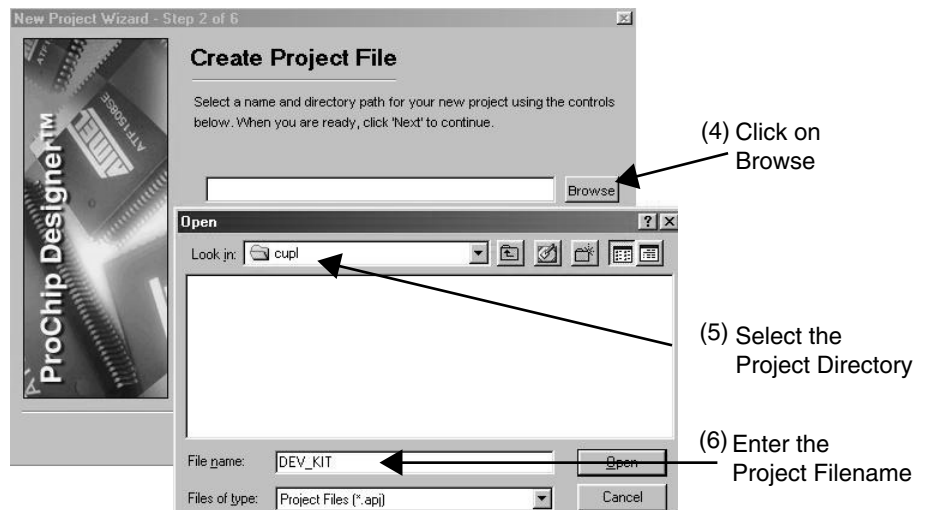 New Project Wizard - Step 2 of 6
Create Project File
Select a name and directory path for your new project using the controls
below. When you are ready, click 'Next' to continue.
Browse
ProChip Designer™
ATMEL
ATF1508SE
(4) Click on
Browse
Open
Look in: cupl
(5) Select the
Project Directory
File name: DEV_KIT
Open
(6) Enter the
Project Filename
Files of type: Project Files (*.apj)
Cancel